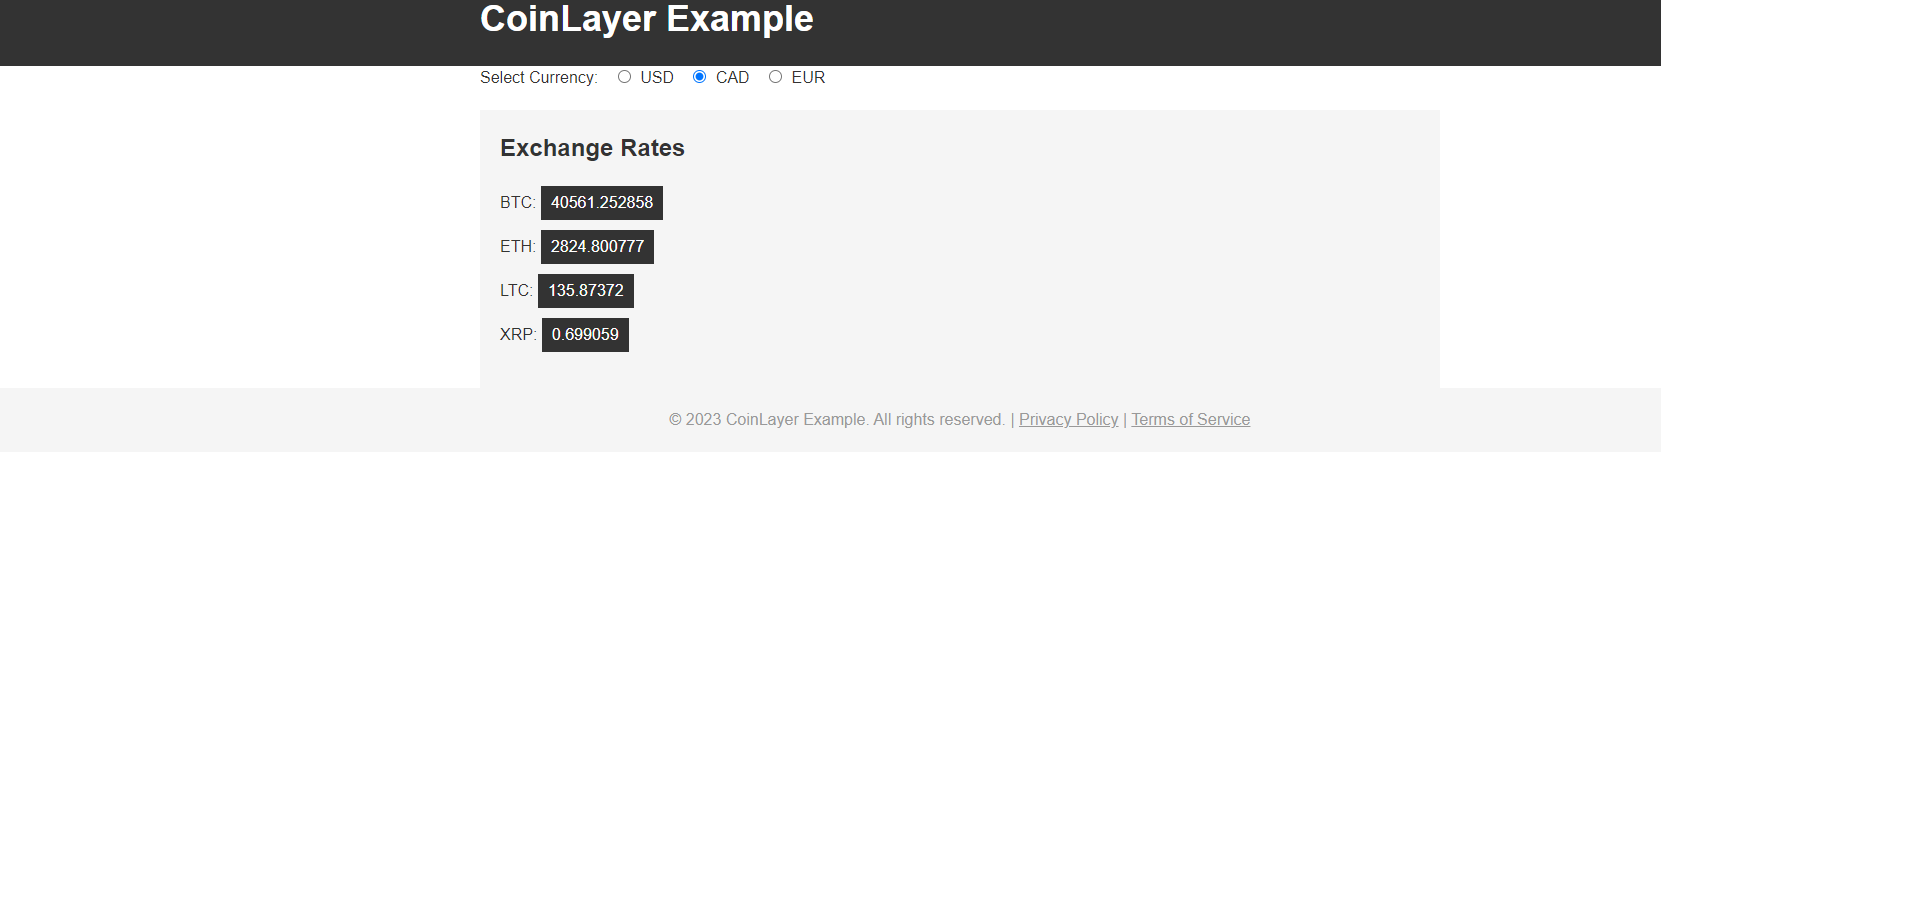 CoinLayer Example
Select Currency: USD CAD EUR
Exchange Rates
BTC: 40561.252858
ETH: 2824.800777
LTC: 135.87372
XRP: 0.699059
© 2023 CoinLayer Example. All rights reserved. | Privacy Policy | Terms of Service